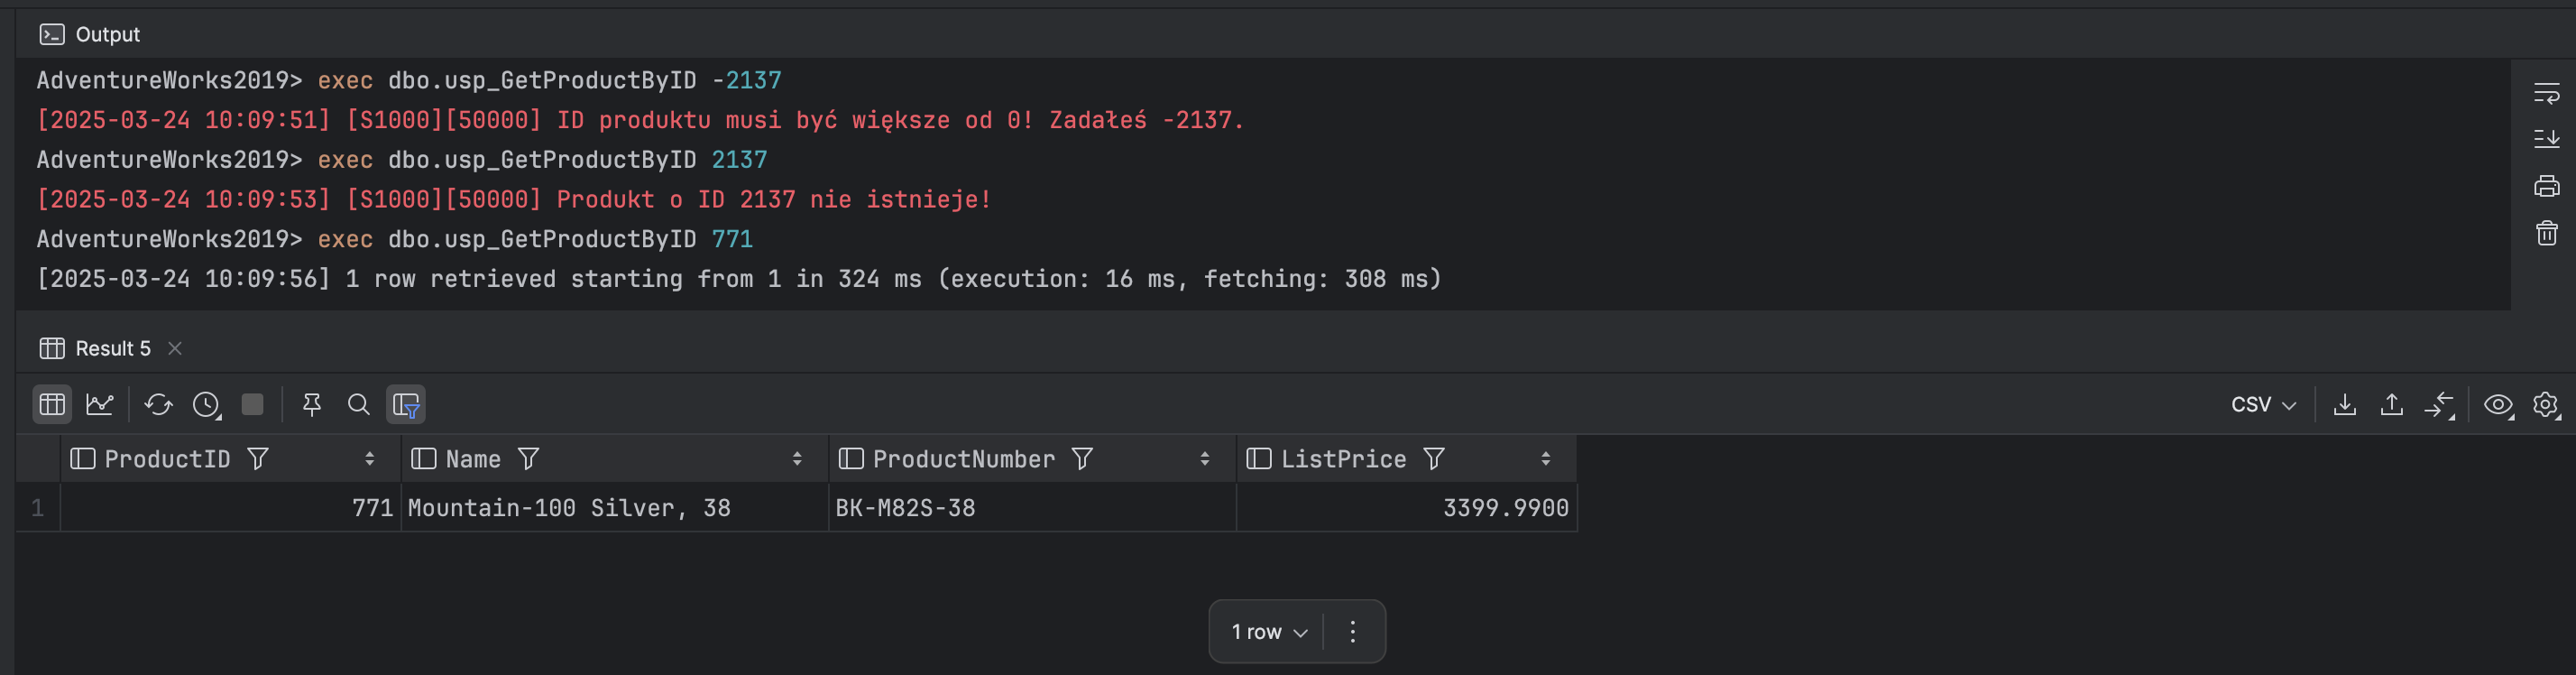 Output
AdventureWorks2019> exec dbo.usp_GetProductByID -2137
[2025-03-24 10:09:51] [S1000][50000] ID produktu musi być większe od 0! Zadałeś -2137.
AdventureWorks2019> exec dbo.usp_GetProductByID 2137
[2025-03-24 10:09:53] [S1000][50000] Produkt o ID 2137 nie istnieje!
AdventureWorks2019> exec dbo.usp_GetProductByID 771
[2025-03-24 10:09:56] 1 row retrieved starting from 1 in 324 ms (execution: 16 ms, fetching: 308 ms)
Result 5
CSV
ProductID Name ProductNumber ListPrice
1 771 Mountain-100 Silver, 38 BK-M82S-38 3399.9900
1 row